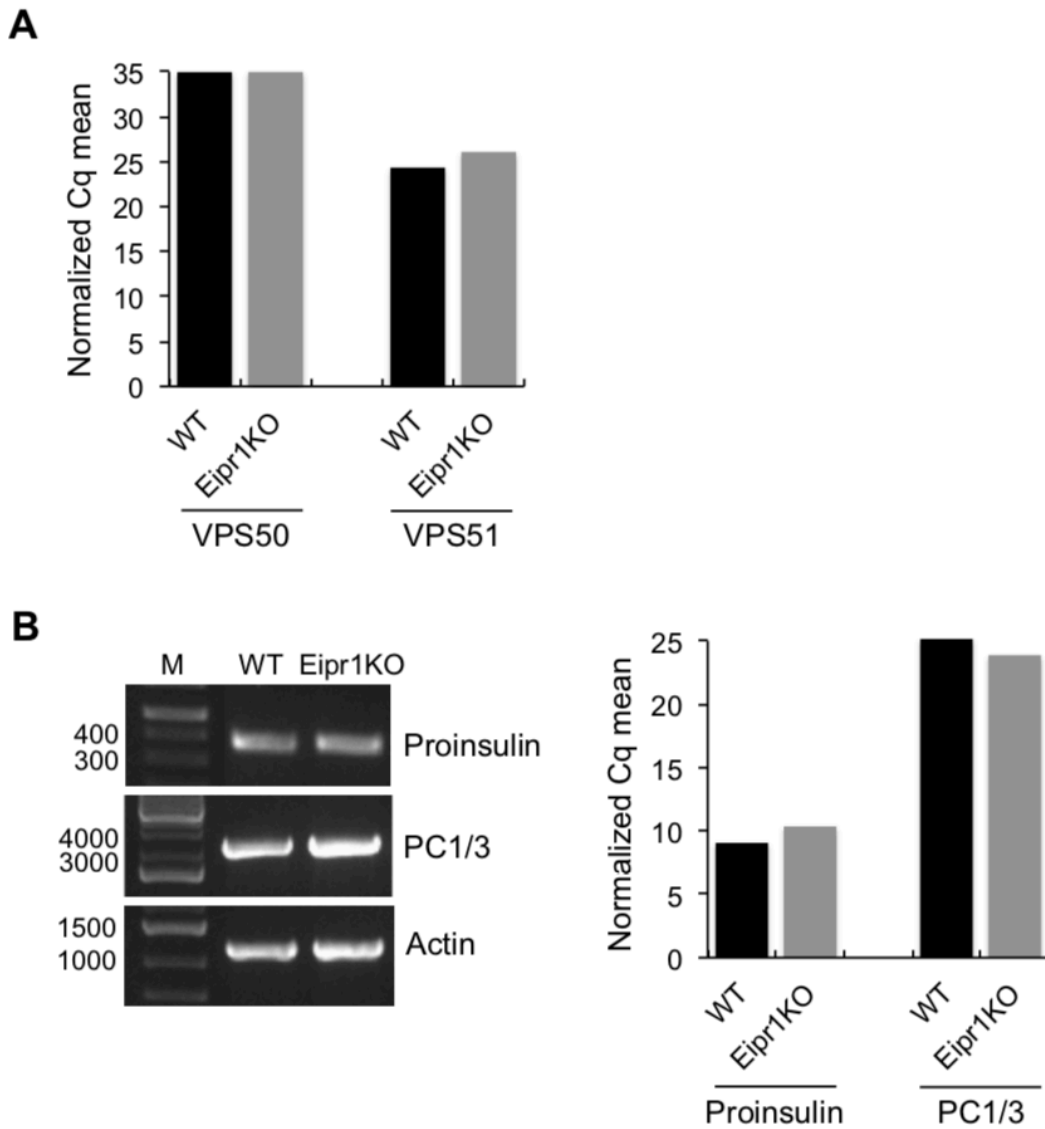 A
Normalized Cq mean
35
30
25
20
15
10
5
0
WT
Eipr1KO
WT
Eipr1KO
VPS50
VPS51
B
M WT Eipr1KO
400
300
Proinsulin
4000
3000
PC1/3
1500
1000
Actin
Normalized Cq mean
25
20
15
10
5
0
WT
Eipr1KO
WT
Eipr1KO
Proinsulin
PC1/3